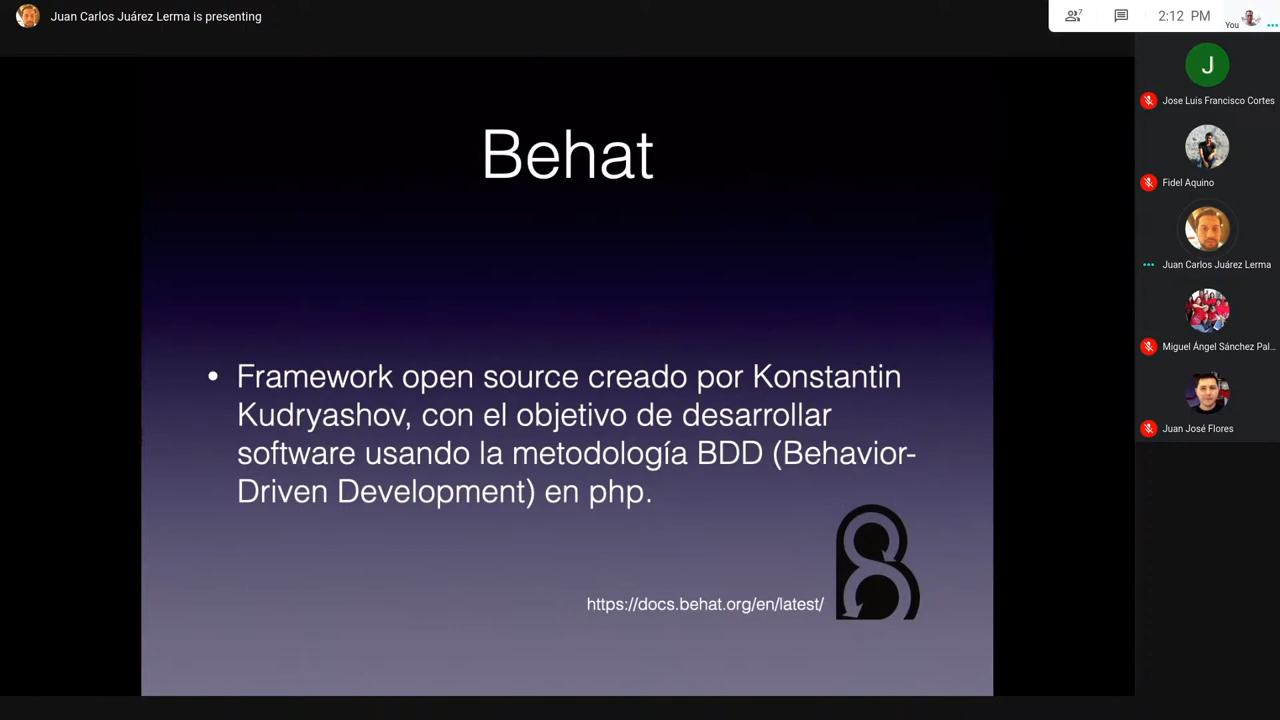 Juan Carlos Juárez Lerma is presenting
7
2:12 PM
You
Behat
• Framework open source creado por Konstantin
Kudryashov, con el objetivo de desarrollar
software usando la metodología BDD (Behavior-
Driven Development) en php.
https://docs.behat.org/en/latest/
J
Jose Luis Francisco Cortes
Fidel Aquino
Juan Carlos Juárez Lerma
Miguel Ángel Sánchez Pal...
Juan José Flores